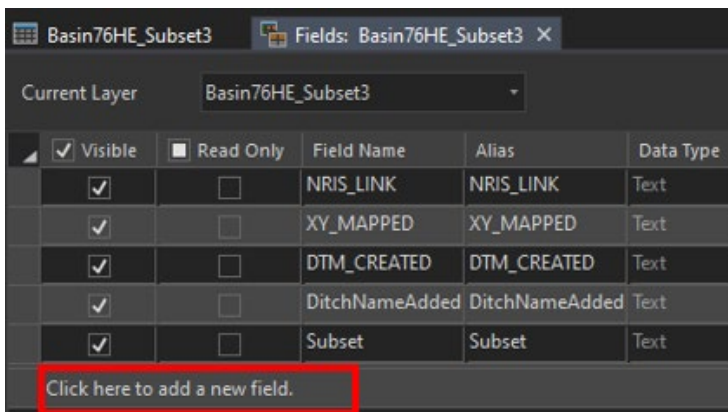 Basin76HE_Subset3 Fields: Basin76HE_Subset3
Current Layer Basin76HE_Subset3
Visible Read Only Field Name Alias Data Type
NRIS_LINK NRIS_LINK Text
XY_MAPPED XY_MAPPED Text
DTM_CREATED DTM_CREATED Text
DitchNameAdded DitchNameAdded Text
Subset Subset Text
Click here to add a new field.